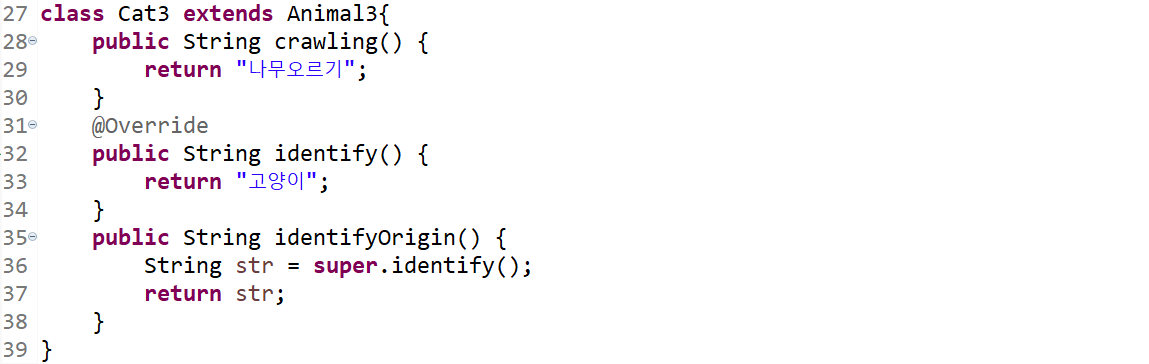 27 class Cat3 extends Animal3{
28 public String crawling() {
29 return "나무오르기";
30 }
31 @Override
32 public String identify() {
33 return "고양이";
34 }
35 public String identifyOrigin() {
36 String str = super.identify();
37 return str;
38 }
39 }